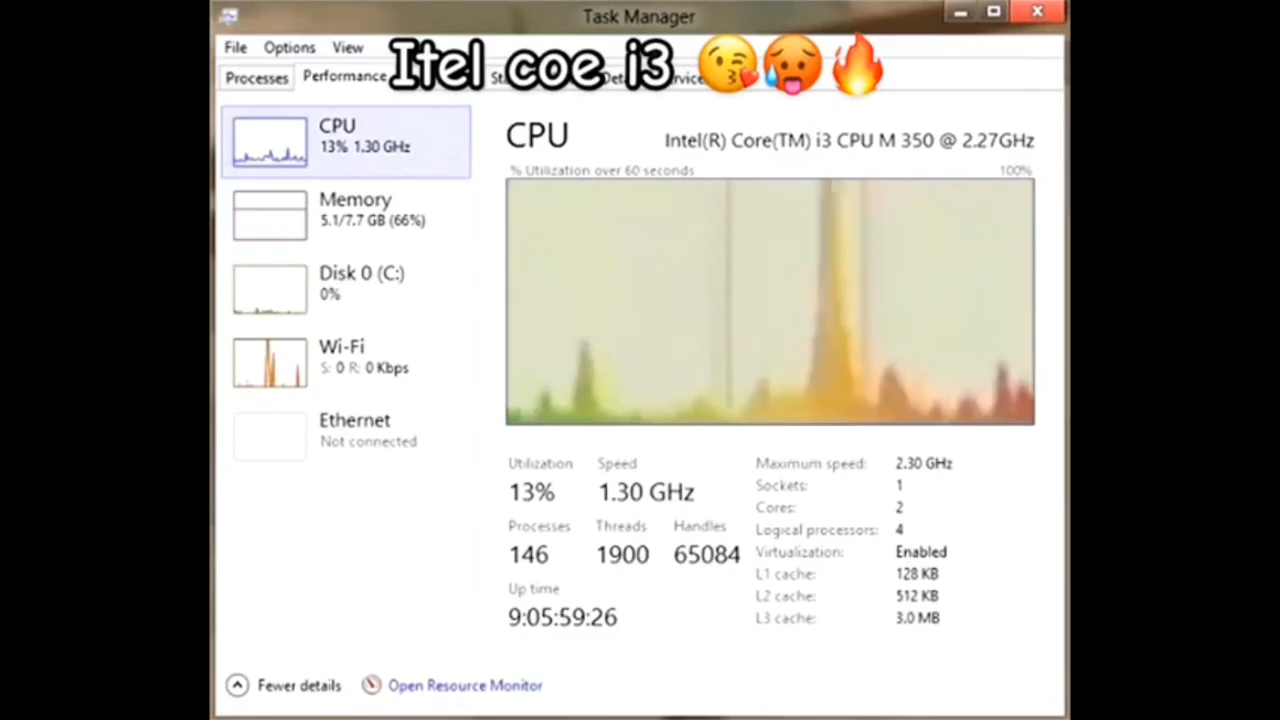 Task Manager
File Options View
Itel coe i3 😘🥵🔥
Processes Performance
CPU
13% 1.30 GHz
Memory
5.1/7.7 GB (66%)
Disk 0 (C:)
0%
Wi-Fi
S: 0 R: 0 Kbps
Ethernet
Not connected
CPU
Intel(R) Core(TM) i3 CPU M 350 @ 2.27GHz
% Utilization over 60 seconds 100%
Utilization Speed
13% 1.30 GHz
Processes Threads Handles
146 1900 65084
Up time
9:05:59:26
Maximum speed: 2.30 GHz
Sockets: 1
Cores: 2
Logical processors: 4
Virtualization: Enabled
L1 cache: 128 KB
L2 cache: 512 KB
L3 cache: 3.0 MB
Fewer details Open Resource Monitor